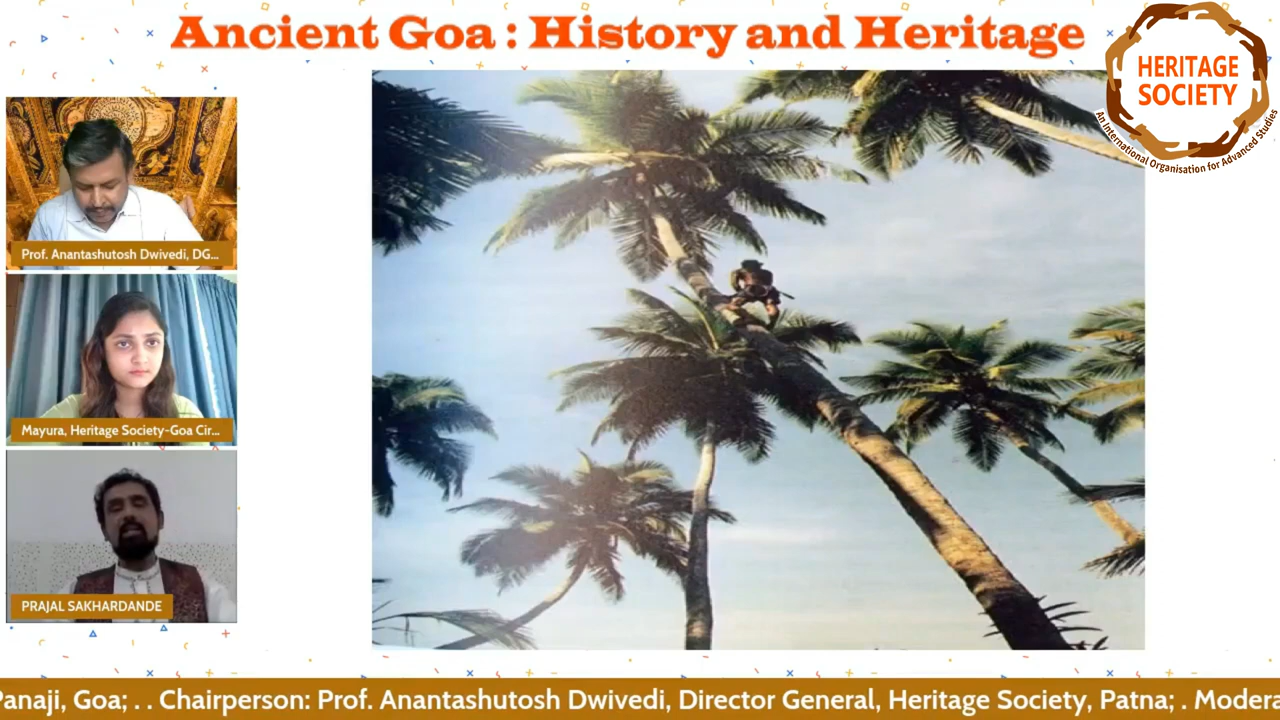 Ancient Goa : History and Heritage
HERITAGE
SOCIETY
An International Organisation for Advanced Studies
Prof. Anantashutosh Dwivedi, DG...
Mayura, Heritage Society-Goa Cir...
PRAJAL SAKHARDANDE
Panaji, Goa; . . Chairperson: Prof. Anantashutosh Dwivedi, Director General, Heritage Society, Patna; . Modera